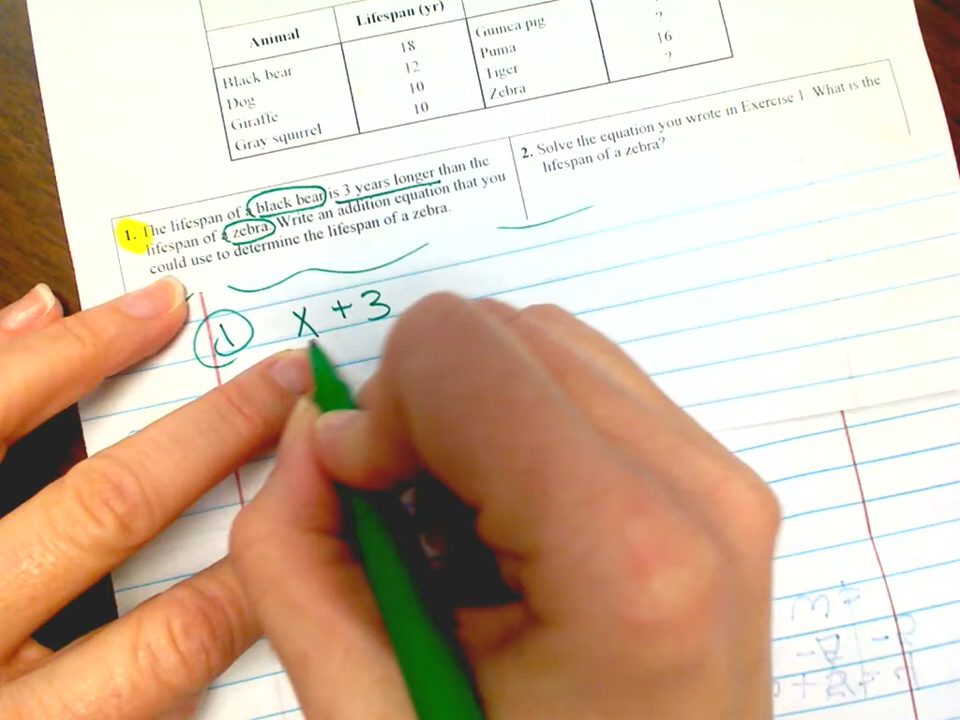 Animal
Lifespan (yr)
Black bear 18 Guinea pig ?
Dog 12 Puma 16
Giraffe 10 Tiger ?
Gray squirrel 10 Zebra
1. The lifespan of a black bear is 3 years longer than the
lifespan of a zebra. Write an addition equation that you
could use to determine the lifespan of a zebra.
2. Solve the equation you wrote in Exercise 1. What is the
lifespan of a zebra?
1 x + 3